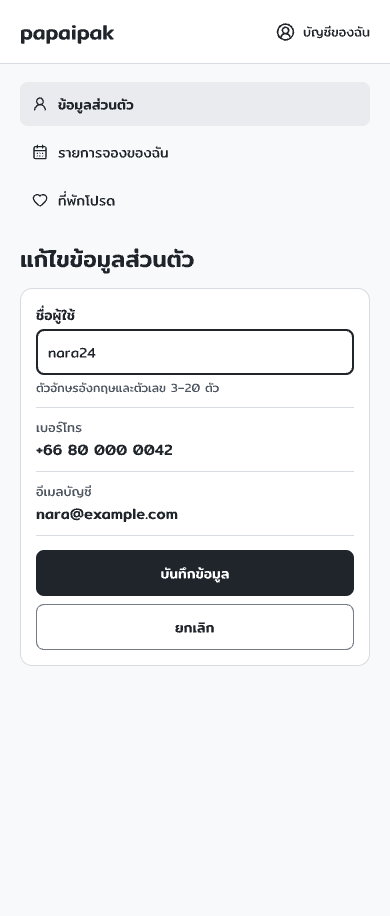 papaipak
บัญชีของฉัน
ข้อมูลส่วนตัว
รายการจองของฉัน
ที่พักโปรด
แก้ไขข้อมูลส่วนตัว
ชื่อผู้ใช้
nara24
ตัวอักษรอังกฤษและตัวเลข 3–20 ตัว
เบอร์โทร
+66 80 000 0042
อีเมลบัญชี
nara@example.com
บันทึกข้อมูล
ยกเลิก